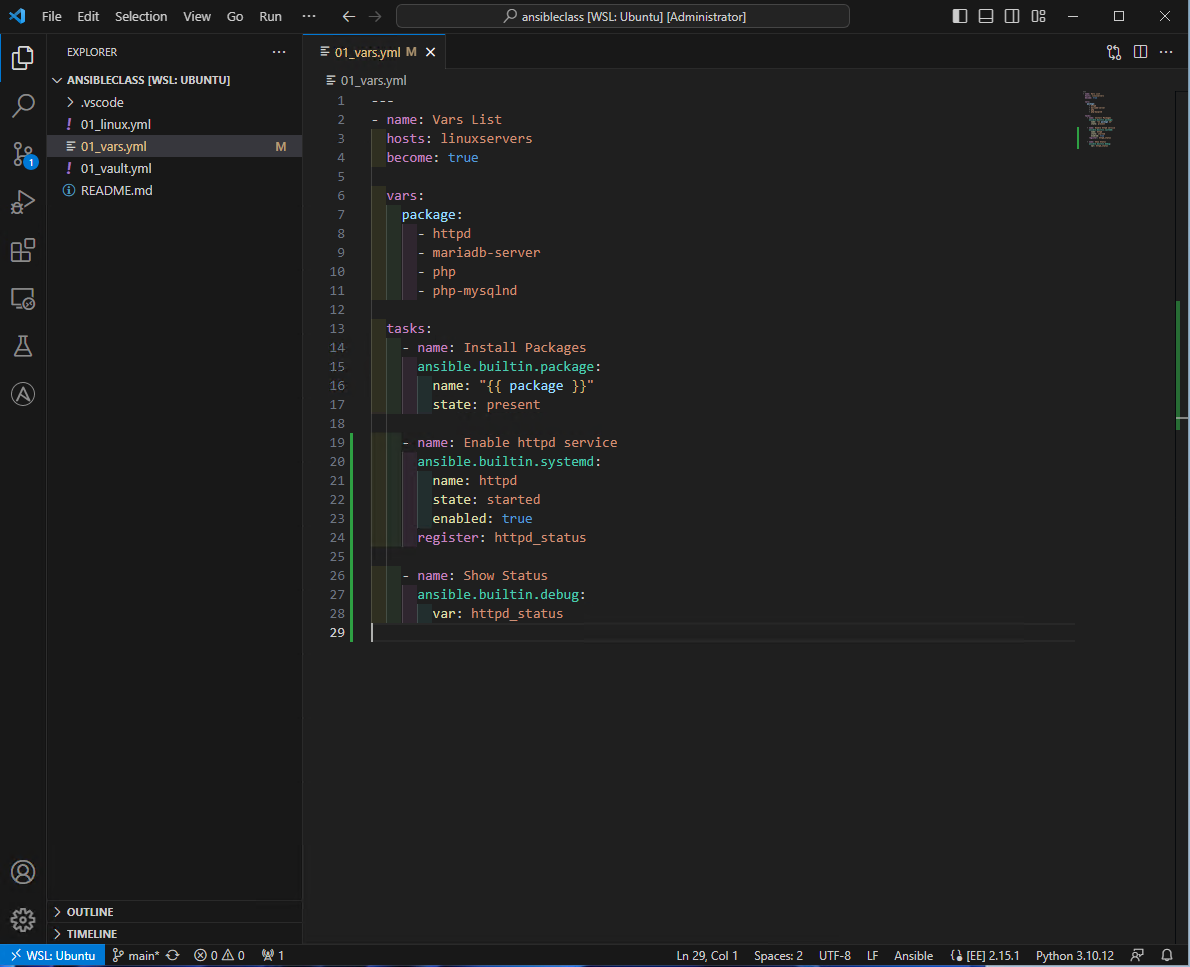 File Edit Selection View Go Run ··· ansibleclass [WSL: Ubuntu] [Administrator]
EXPLORER ···
ANSIBLECLASS [WSL: UBUNTU]
.vscode
! 01_linux.yml
01_vars.yml M
! 01_vault.yml
README.md
OUTLINE
TIMELINE
01_vars.yml M
01_vars.yml
1 ---
2 - name: Vars List
3 hosts: linuxservers
4 become: true
5
6 vars:
7 package:
8 - httpd
9 - mariadb-server
10 - php
11 - php-mysqlnd
12
13 tasks:
14 - name: Install Packages
15 ansible.builtin.package:
16 name: "{{ package }}"
17 state: present
18
19 - name: Enable httpd service
20 ansible.builtin.systemd:
21 name: httpd
22 state: started
23 enabled: true
24 register: httpd_status
25
26 - name: Show Status
27 ansible.builtin.debug:
28 var: httpd_status
29
1
WSL: Ubuntu main* 0 0 1 Ln 29, Col 1 Spaces: 2 UTF-8 LF Ansible [EE] 2.15.1 Python 3.10.12